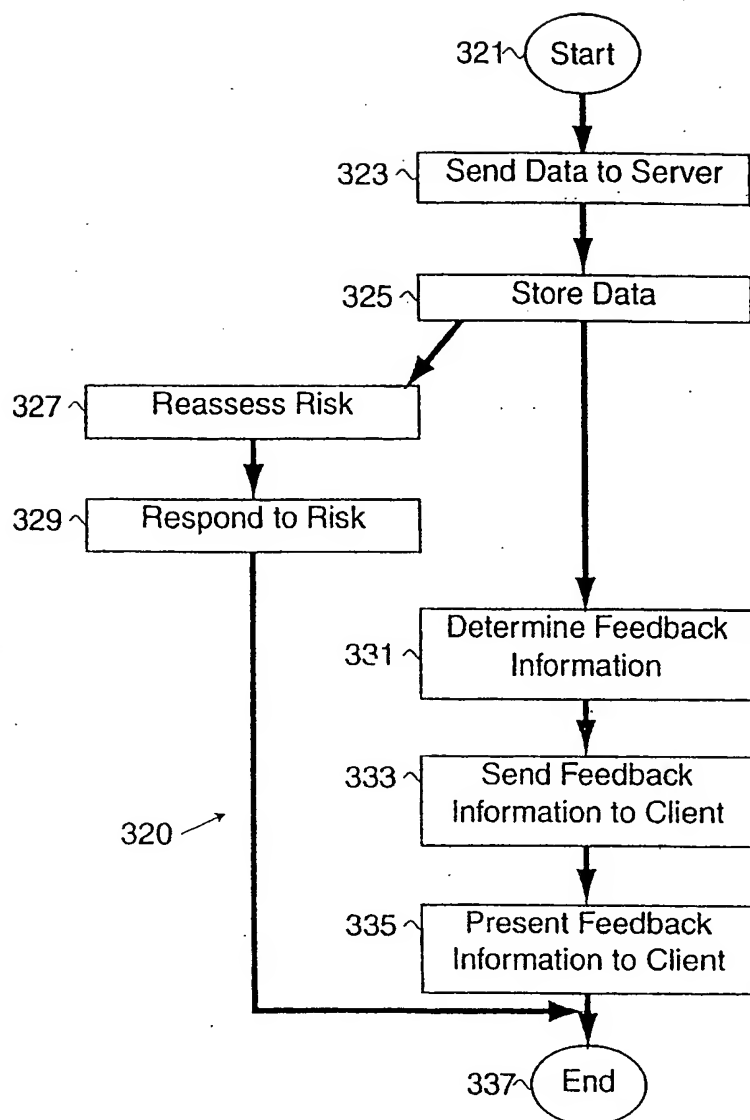 321 Start
323 Send Data to Server
325 Store Data
327 Reassess Risk
329 Respond to Risk
331 Determine Feedback
Information
333 Send Feedback
Information to Client
320
335 Present Feedback
Information to Client
337 End